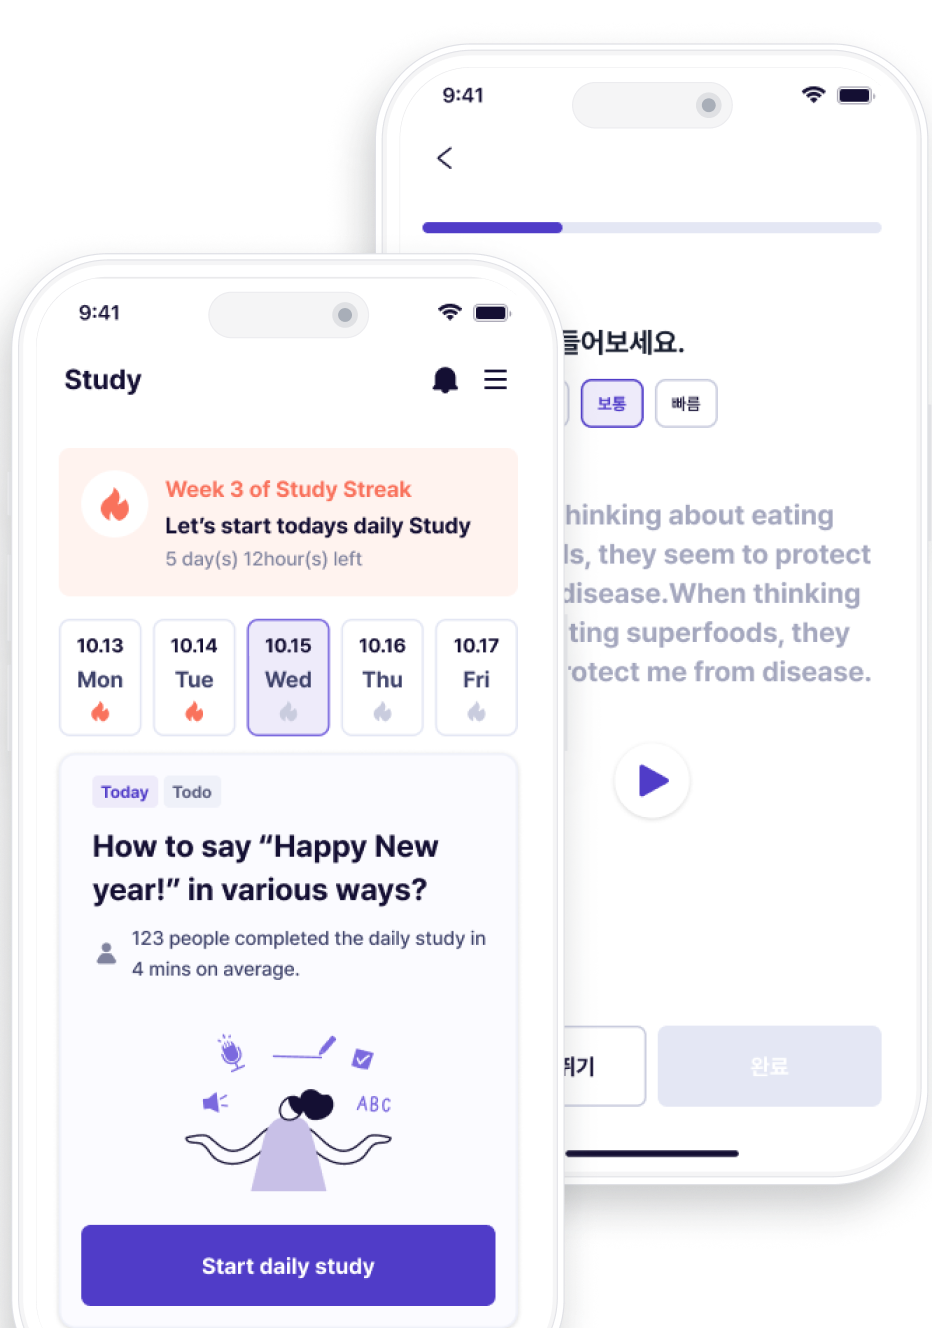 9:41
들어보세요.
보통
빠름
hinking about eating
ls, they seem to protect
disease.When thinking
ting superfoods, they
rotect me from disease.
뛰기
완료
9:41
Study
Week 3 of Study Streak
Let's start todays daily Study
5 day(s) 12hour(s) left
10.13
Mon
10.14
Tue
10.15
Wed
10.16
Thu
10.17
Fri
Today
Todo
How to say “Happy New
year!” in various ways?
123 people completed the daily study in
4 mins on average.
ABC
Start daily study